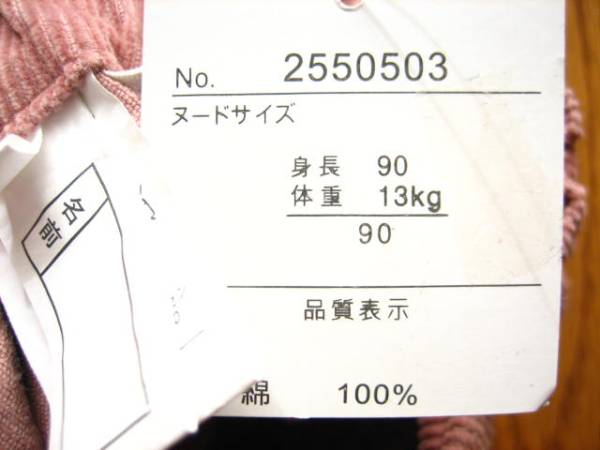 No. 2550503
ヌードサイズ
身長 90
体重 13kg
90
品質表示
綿 100%
名前